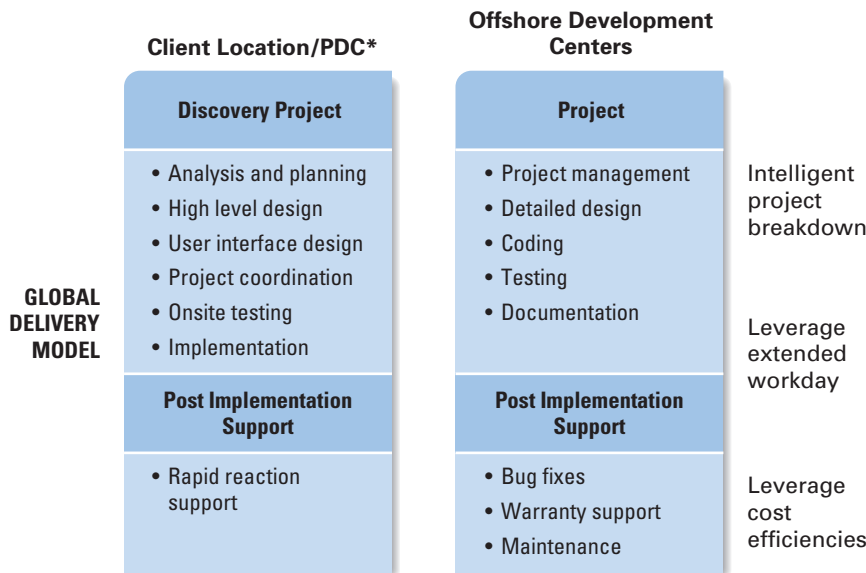 Client Location/PDC*
Offshore Development
Centers
GLOBAL
DELIVERY
MODEL
Discovery Project
• Analysis and planning
• High level design
• User interface design
• Project coordination
• Onsite testing
• Implementation
Post Implementation
Support
• Rapid reaction
support
Project
• Project management
• Detailed design
• Coding
• Testing
• Documentation
Post Implementation
Support
• Bug fixes
• Warranty support
• Maintenance
Intelligent
project
breakdown
Leverage
extended
workday
Leverage
cost
efficiencies